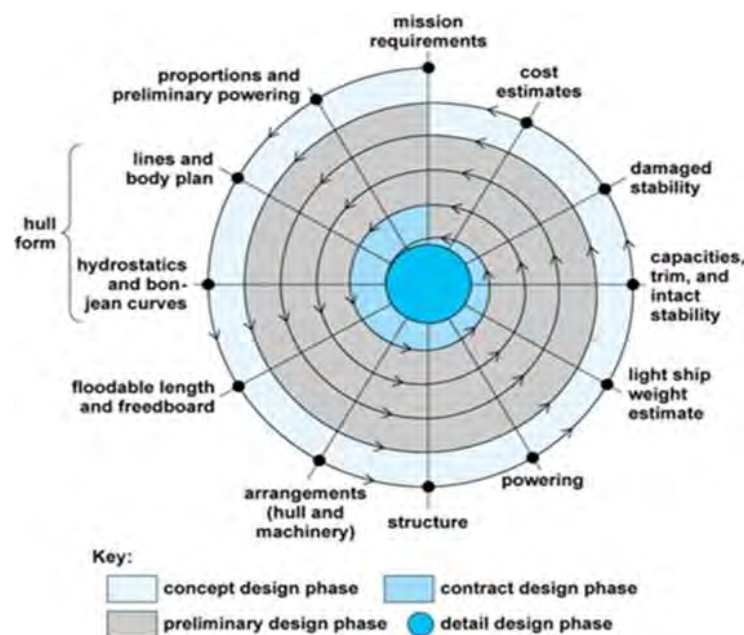 mission
requirements
cost
estimates
damaged
stability
capacities,
trim, and
intact
stability
light ship
weight
estimate
powering
structure
arrangements
(hull and
machinery)
floodable length
and freedboard
hydrostatics
and bon-
jean curves
lines and
body plan
hull
form
proportions and
preliminary powering
Key:
concept design phase
contract design phase
preliminary design phase
detail design phase